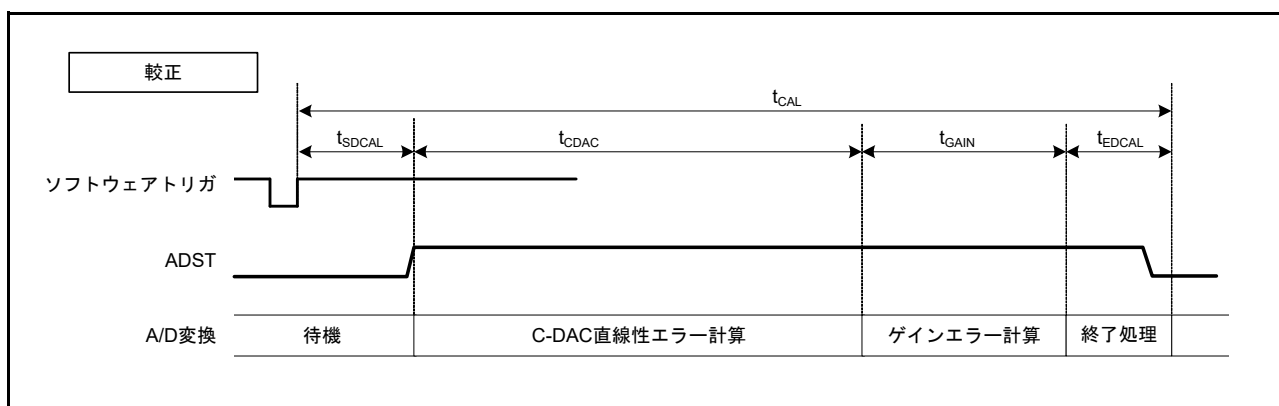 較正
tCAL
tSDCAL tCDAC tGAIN tEDCAL
ソフトウェアトリガ
ADST
A/D変換 待機 C-DAC直線性エラー計算 ゲインエラー計算 終了処理